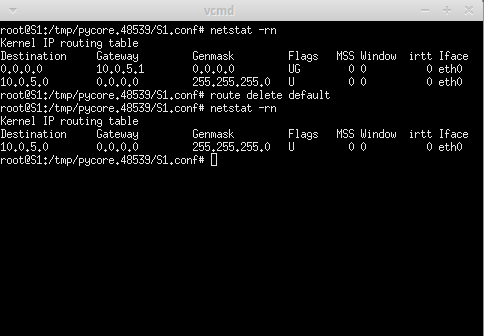 vcmd
root@S1:/tmp/pycore.48539/S1.conf# netstat -rn
Kernel IP routing table
Destination Gateway Genmask Flags MSS Window irtt Iface
0.0.0.0 10.0.5.1 0.0.0.0 UG 0 0 0 eth0
10.0.5.0 0.0.0.0 255.255.255.0 U 0 0 0 eth0
root@S1:/tmp/pycore.48539/S1.conf# route delete default
root@S1:/tmp/pycore.48539/S1.conf# netstat -rn
Kernel IP routing table
Destination Gateway Genmask Flags MSS Window irtt Iface
10.0.5.0 0.0.0.0 255.255.255.0 U 0 0 0 eth0
root@S1:/tmp/pycore.48539/S1.conf#